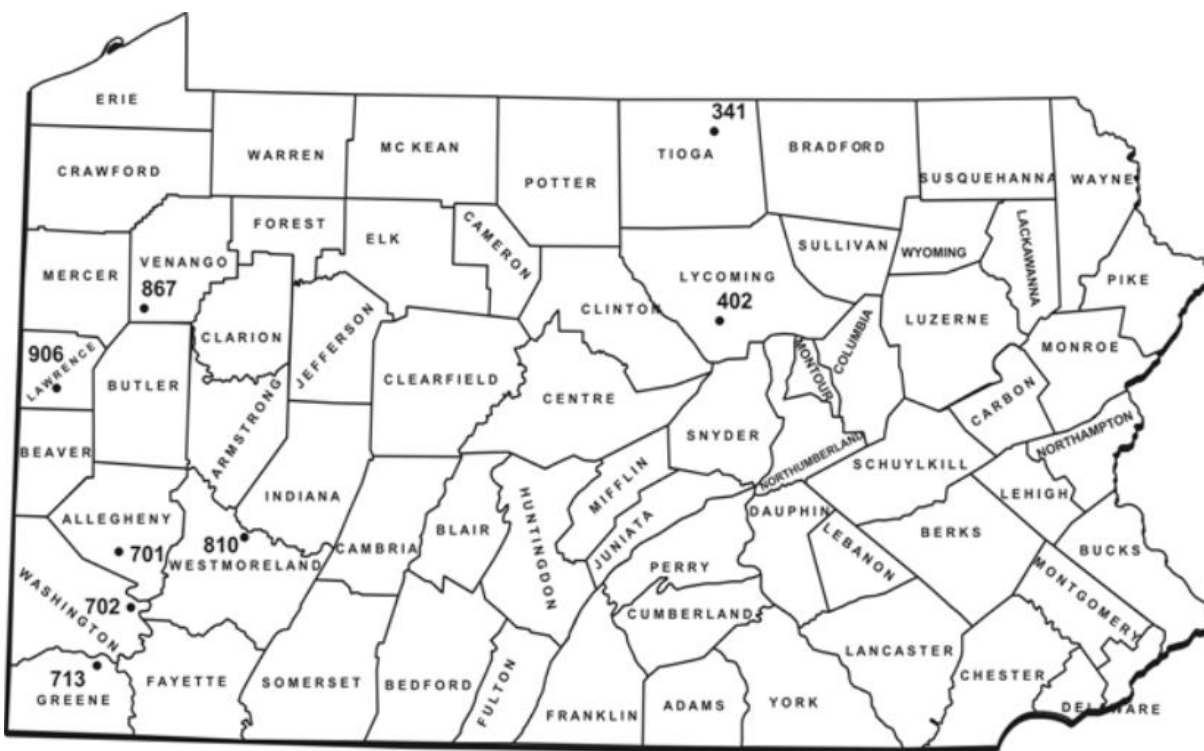 ERIE
CRAWFORD
WARREN
MC KEAN
POTTER
341
TIOGA
BRADFORD
SUSQUEHANNA
WAYNE
FOREST
ELK
CAMERON
MERCER
VENANGO
867
CLARION
JEFFERSON
CLINTON
LYCOMING
402
SULLIVAN
WYOMING
LACKAWANNA
PIKE
LUZERNE
COLUMBIA
MONTOUR
MONROE
906
LAWRENCE
BUTLER
ARMSTRONG
CLEARFIELD
CENTRE
SNYDER
CARBON
NORTHAMPTON
BEAVER
INDIANA
NORTHUMBERLAND
SCHUYLKILL
LEHIGH
ALLEGHENY
701
810
WESTMORELAND
CAMBRIA
BLAIR
HUNTINGDON
MIFFLIN
JUNIATA
DAUPHIN
LEBANON
BERKS
BUCKS
MONTGOMERY
PERRY
CUMBERLAND
WASHINGTON
702
713
GREENE
FAYETTE
SOMERSET
BEDFORD
FULTON
FRANKLIN
ADAMS
YORK
LANCASTER
CHESTER
DELAWARE